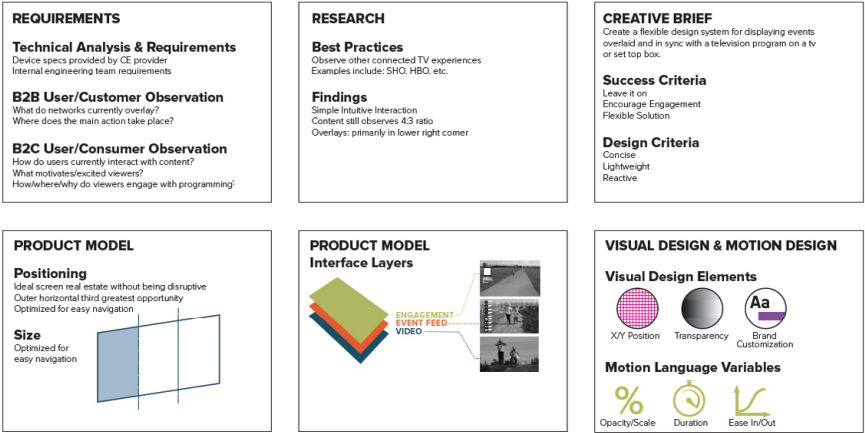 REQUIREMENTS
Technical Analysis & Requirements
Device specs provided by CE provider
Internal engineering team requirements
B2B User/Customer Observation
What do networks currently overlay?
Where does the main action take place?
B2C User/Consumer Observation
How do users currently interact with content?
What motivates/excited viewers?
How/where/why do viewers engage with programming?
RESEARCH
Best Practices
Observe other connected TV experiences
Examples include: SHO, HBO, etc.
Findings
Simple Intuitive Interaction
Content still observes 4:3 ratio
Overlays: primarily in lower right corner
CREATIVE BRIEF
Create a flexible design system for displaying events
overlaid and in sync with a television program on a tv
or set top box.
Success Criteria
Leave it on
Encourage Engagement
Flexible Solution
Design Criteria
Concise
Lightweight
Reactive
PRODUCT MODEL
Positioning
Ideal screen real estate without being disruptive
Outer horizontal third greatest opportunity
Optimized for easy navigation
Size
Optimized for
easy navigation
PRODUCT MODEL
Interface Layers
ENGAGEMENT
EVENT FEED
VIDEO
VISUAL DESIGN & MOTION DESIGN
Visual Design Elements
Aa
X/Y Position
Transparency
Brand
Customization
Motion Language Variables
%
Opacity/Scale
Duration
Ease In/Out